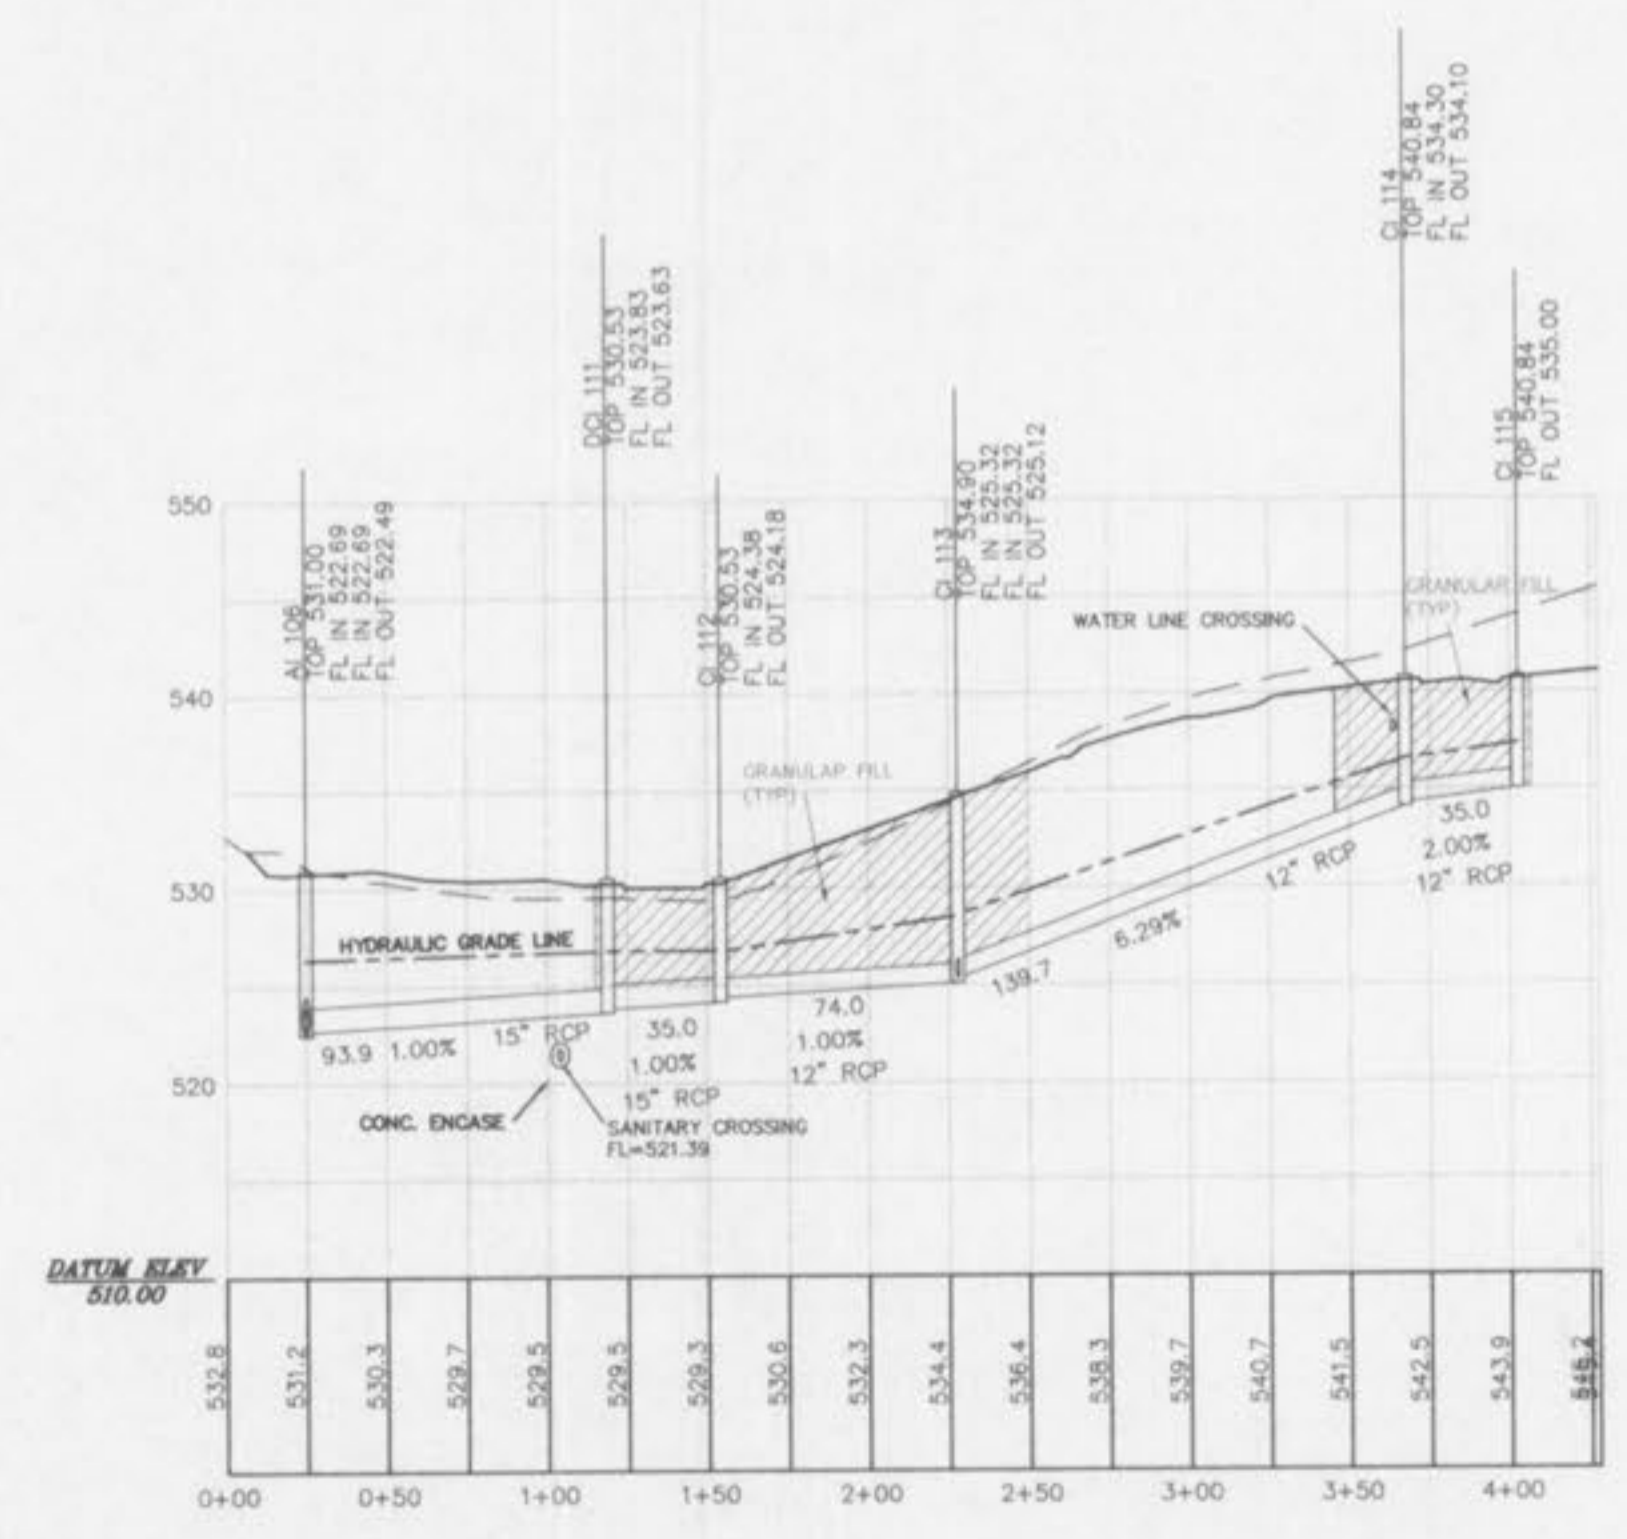 CI 114
TOP 540.84
FL IN 534.30
FL OUT 534.10
DCI 111
TOP 530.53
FL IN 523.83
FL OUT 523.63
CI 115
TOP 540.84
FL OUT 535.00
AI 106
TOP 531.00
FL IN 522.69
FL IN 522.69
FL OUT 522.49
CI 112
TOP 530.53
FL IN 524.38
FL OUT 524.18
CI 113
TOP 534.90
FL IN 525.32
FL IN 525.32
FL OUT 525.12
550
540
530
520
GRANULAR FILL
(TYP)
WATER LINE CROSSING
GRANULAR FILL
(TYP)
HYDRAULIC GRADE LINE
93.9 1.00% 15" RCP
35.0
1.00%
15" RCP
74.0
1.00%
12" RCP
139.7
6.29%
12" RCP
35.0
2.00%
12" RCP
CONC. ENCASE
SANITARY CROSSING
FL=521.39
DATUM ELEV
510.00
532.8
531.2
530.3
529.7
529.5
529.5
529.3
530.6
532.3
534.4
536.4
538.3
539.7
540.7
541.5
542.5
543.9
0+00
0+50
1+00
1+50
2+00
2+50
3+00
3+50
4+00